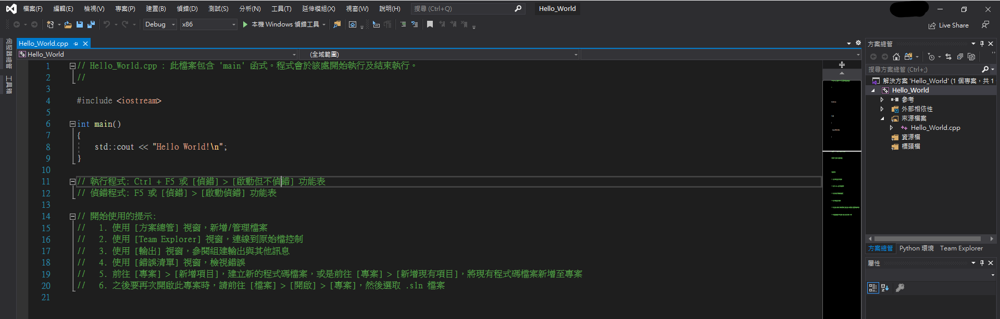 檔案(F) 編輯(E) 檢視(V) 專案(P) 建置(B) 偵錯(D) 測試(S) 分析(N) 工具(T) 延伸模組(X) 視窗(W) 說明(H) 搜尋 (Ctrl+Q) Hello_World
Debug x86 本機 Windows 偵錯工具 Live Share
伺服器總管
工具箱
Hello_World.cpp
Hello_World (全域範圍)
1 // Hello_World.cpp : 此檔案包含 'main' 函式。程式會於該處開始執行及結束執行。
2 //
3
4 #include <iostream>
5
6 int main()
7 {
8 std::cout << "Hello World!\n";
9 }
10
11 // 執行程式: Ctrl + F5 或 [偵錯] > [啟動但不偵錯] 功能表
12 // 偵錯程式: F5 或 [偵錯] > [啟動偵錯] 功能表
13
14 // 開始使用的提示:
15 // 1. 使用 [方案總管] 視窗，新增/管理檔案
16 // 2. 使用 [Team Explorer] 視窗，連線到原始檔控制
17 // 3. 使用 [輸出] 視窗，參閱組建輸出與其他訊息
18 // 4. 使用 [錯誤清單] 視窗，檢視錯誤
19 // 5. 前往 [專案] > [新增項目]，建立新的程式碼檔案，或是前往 [專案] > [新增現有項目]，將現有程式碼檔案新增至專案
20 // 6. 之後要再次開啟此專案時，請前往 [檔案] > [開啟] > [專案]，然後選取 .sln 檔案
21
方案總管
搜尋方案總管 (Ctrl+;)
解決方案 'Hello_World' (1 個專案，共 1
Hello_World
參考
外部相依性
來源檔案
Hello_World.cpp
資源檔
標頭檔
方案總管 Python 環境 Team Explorer
屬性